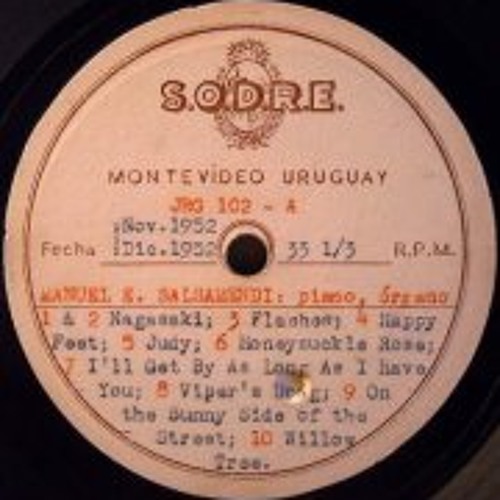 S.O.D.R.E.
MONTEVIDEO URUGUAY
JRG 102 - A
Nov.1952
Fecha Dic.1952 33 1/3 R.P.M.
MANUEL E. SALSAMENDI: piano, órgano
1 & 2 Nagasaki; 3 Flashes; 4 Happy
Feet; 5 Judy; 6 Honeysuckle Rose;
7 I'll Get By As Long As I Have
You; 8 Viper's Drag; 9 On
the Sunny Side of the
Street; 10 Willow
Tree.